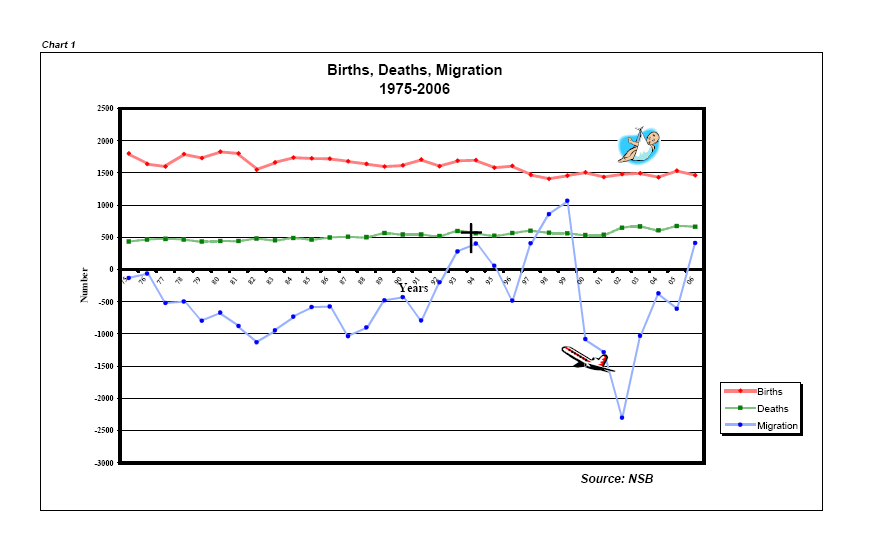 Chart 1
Births, Deaths, Migration
1975-2006
2500
2000
1500
1000
500
0
-500
-1000
-1500
-2000
-2500
-3000
Number
75 76 77 78 79 80 81 82 83 84 85 86 87 88 89 90 91 92 93 94 95 96 97 98 99 00 01 02 03 04 05 06
Years
Births
Deaths
Migration
Source: NSB